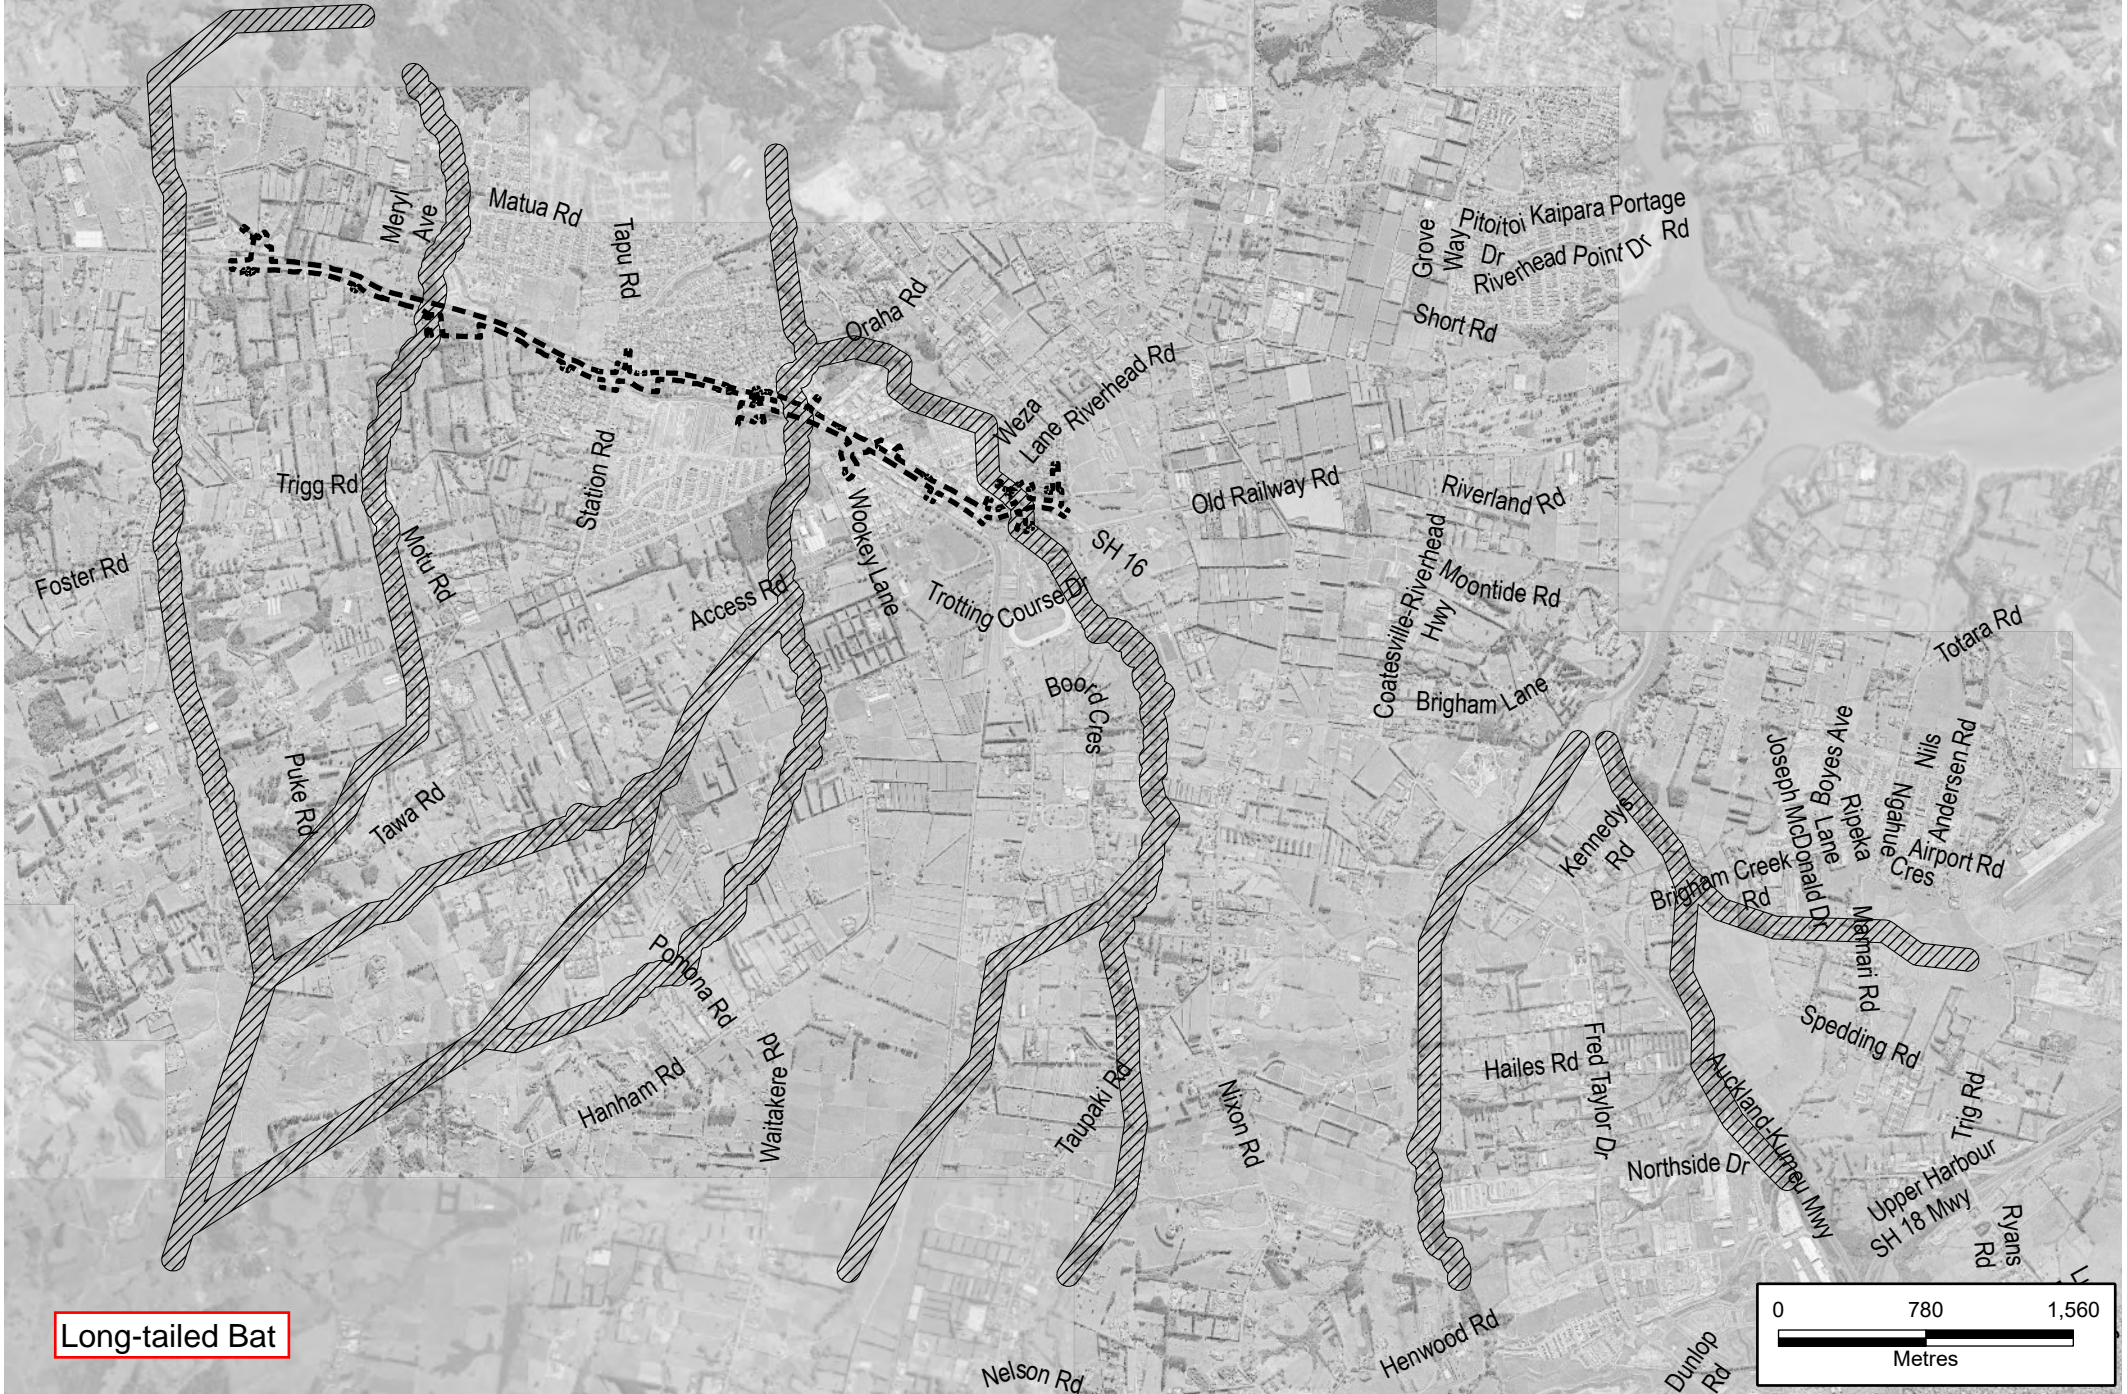 Matua Rd
Meryl
Ave
Tapu Rd
Pitoitoi
Dr
Kaipara Portage
Rd
Grove
Way
Riverhead Point Dr
Short Rd
Oraha Rd
Riverhead Rd
Weza
Lane
Trigg Rd
Station Rd
Old Railway Rd
Riverland Rd
Foster Rd
Motu Rd
Wookey Lane
SH 16
Access Rd
Trotting Course Dr
Coatesville-Riverhead
Hwy
Moontide Rd
Totara Rd
Boord
Cres
Brigham Lane
Puke Rd
Tawa Rd
Joseph McDonald Dr
Boyes Ave
Lane
Ripeka
Nils
Andersen Rd
Ngahue
Cres
Airport Rd
Kennedys
Rd
Brigham Creek
Rd
Mamari Rd
Pomona Rd
Spedding Rd
Hanham Rd
Waitakere Rd
Taupaki Rd
Nixon Rd
Hailes Rd
Fred Taylor Dr
Auckland-Kumeu Mwy
Trig Rd
Northside Dr
Upper Harbour
SH 18 Mwy
Ryans
Rd
Long-tailed Bat
Nelson Rd
Henwood Rd
Dunlop
Rd
0 780 1,560
Metres